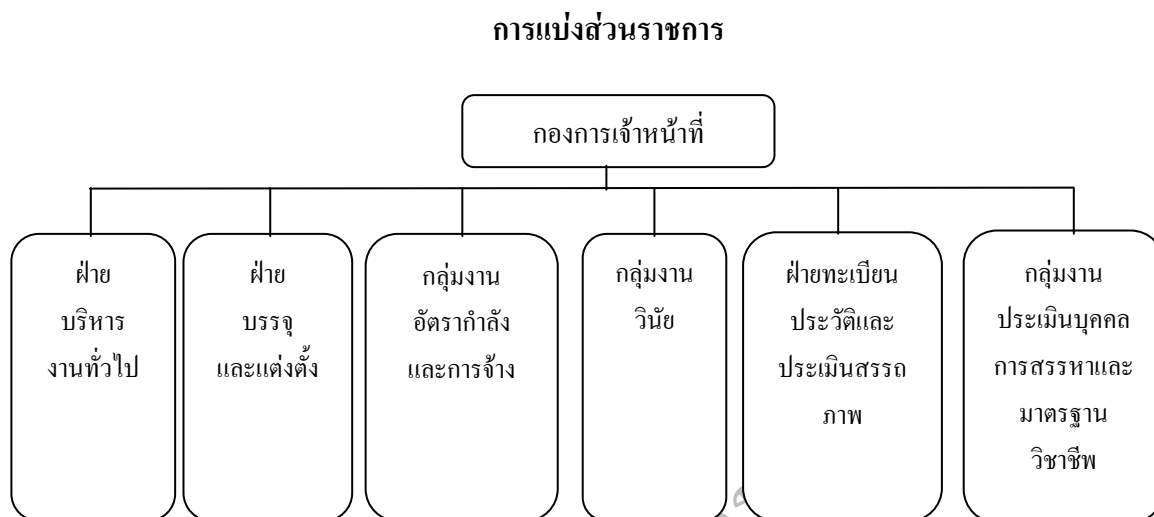 การแบ่งส่วนราชการ
กองการเจ้าหน้าที่
ฝ่าย
บริหาร
งานทั่วไป
ฝ่าย
บรรจุ
และแต่งตั้ง
กลุ่มงาน
อัตรากำลัง
และการจ้าง
กลุ่มงาน
วินัย
ฝ่ายทะเบียน
ประวัติและ
ประเมินสรรถ
ภาพ
กลุ่มงาน
ประเมินบุคคล
การสรรหาและ
มาตรฐาน
วิชาชีพ